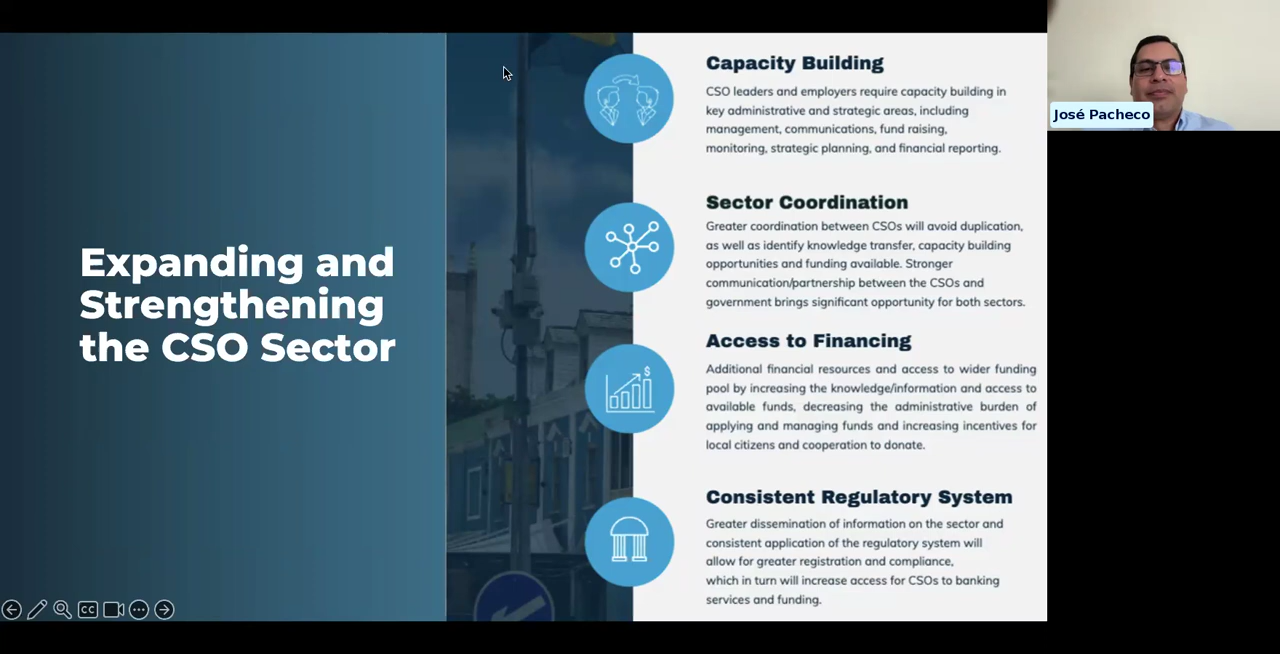 Expanding and
Strengthening
the CSO Sector
Capacity Building
CSO leaders and employers require capacity building in
key administrative and strategic areas, including
management, communications, fund raising,
monitoring, strategic planning, and financial reporting.
Sector Coordination
Greater coordination between CSOs will avoid duplication,
as well as identify knowledge transfer, capacity building
opportunities and funding available. Stronger
communication/partnership between the CSOs and
government brings significant opportunity for both sectors.
$
Access to Financing
Additional financial resources and access to wider funding
pool by increasing the knowledge/information and access to
available funds, decreasing the administrative burden of
applying and managing funds and increasing incentives for
local citizens and cooperation to donate.
Consistent Regulatory System
Greater dissemination of information on the sector and
consistent application of the regulatory system will
allow for greater registration and compliance,
which in turn will increase access for CSOs to banking
services and funding.
CC
José Pacheco